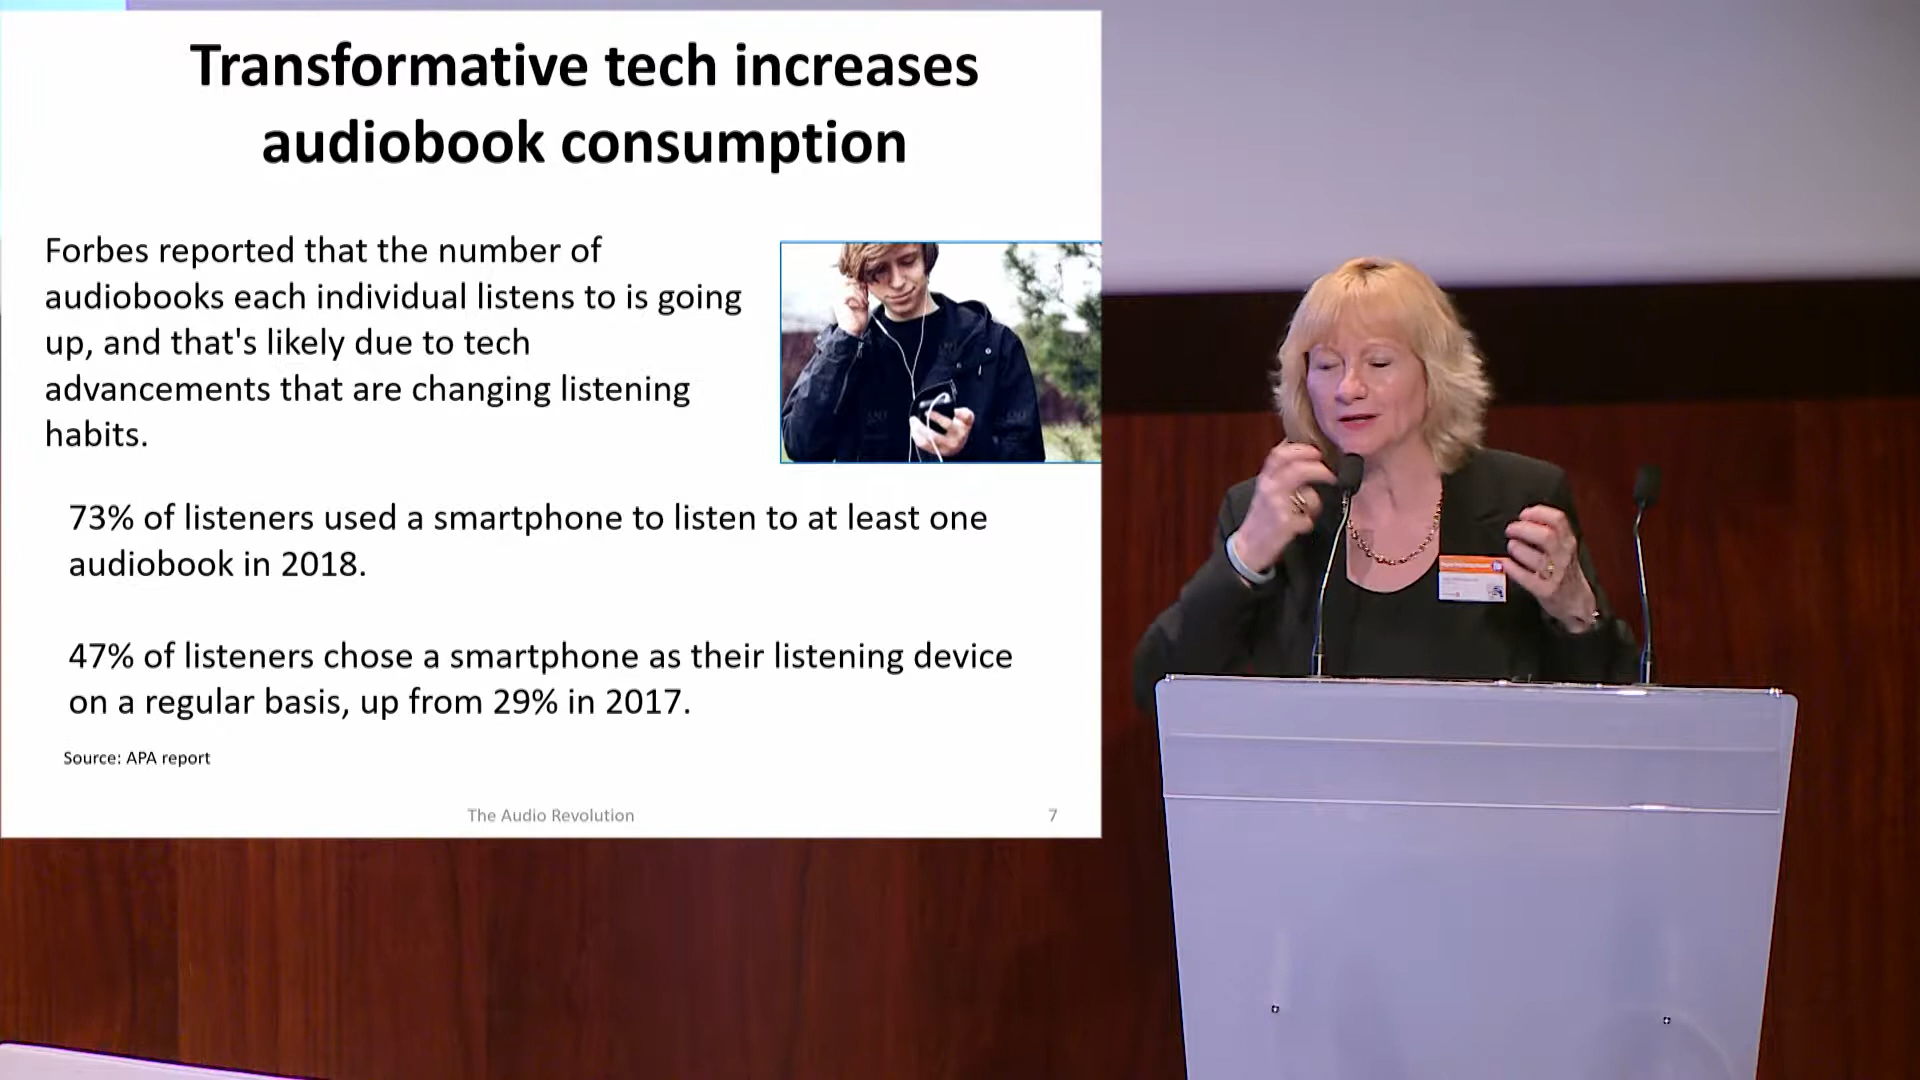 Transformative tech increases
audiobook consumption
Forbes reported that the number of
audiobooks each individual listens to is going
up, and that's likely due to tech
advancements that are changing listening
habits.
73% of listeners used a smartphone to listen to at least one
audiobook in 2018.
47% of listeners chose a smartphone as their listening device
on a regular basis, up from 29% in 2017.
Source: APA report
The Audio Revolution
7